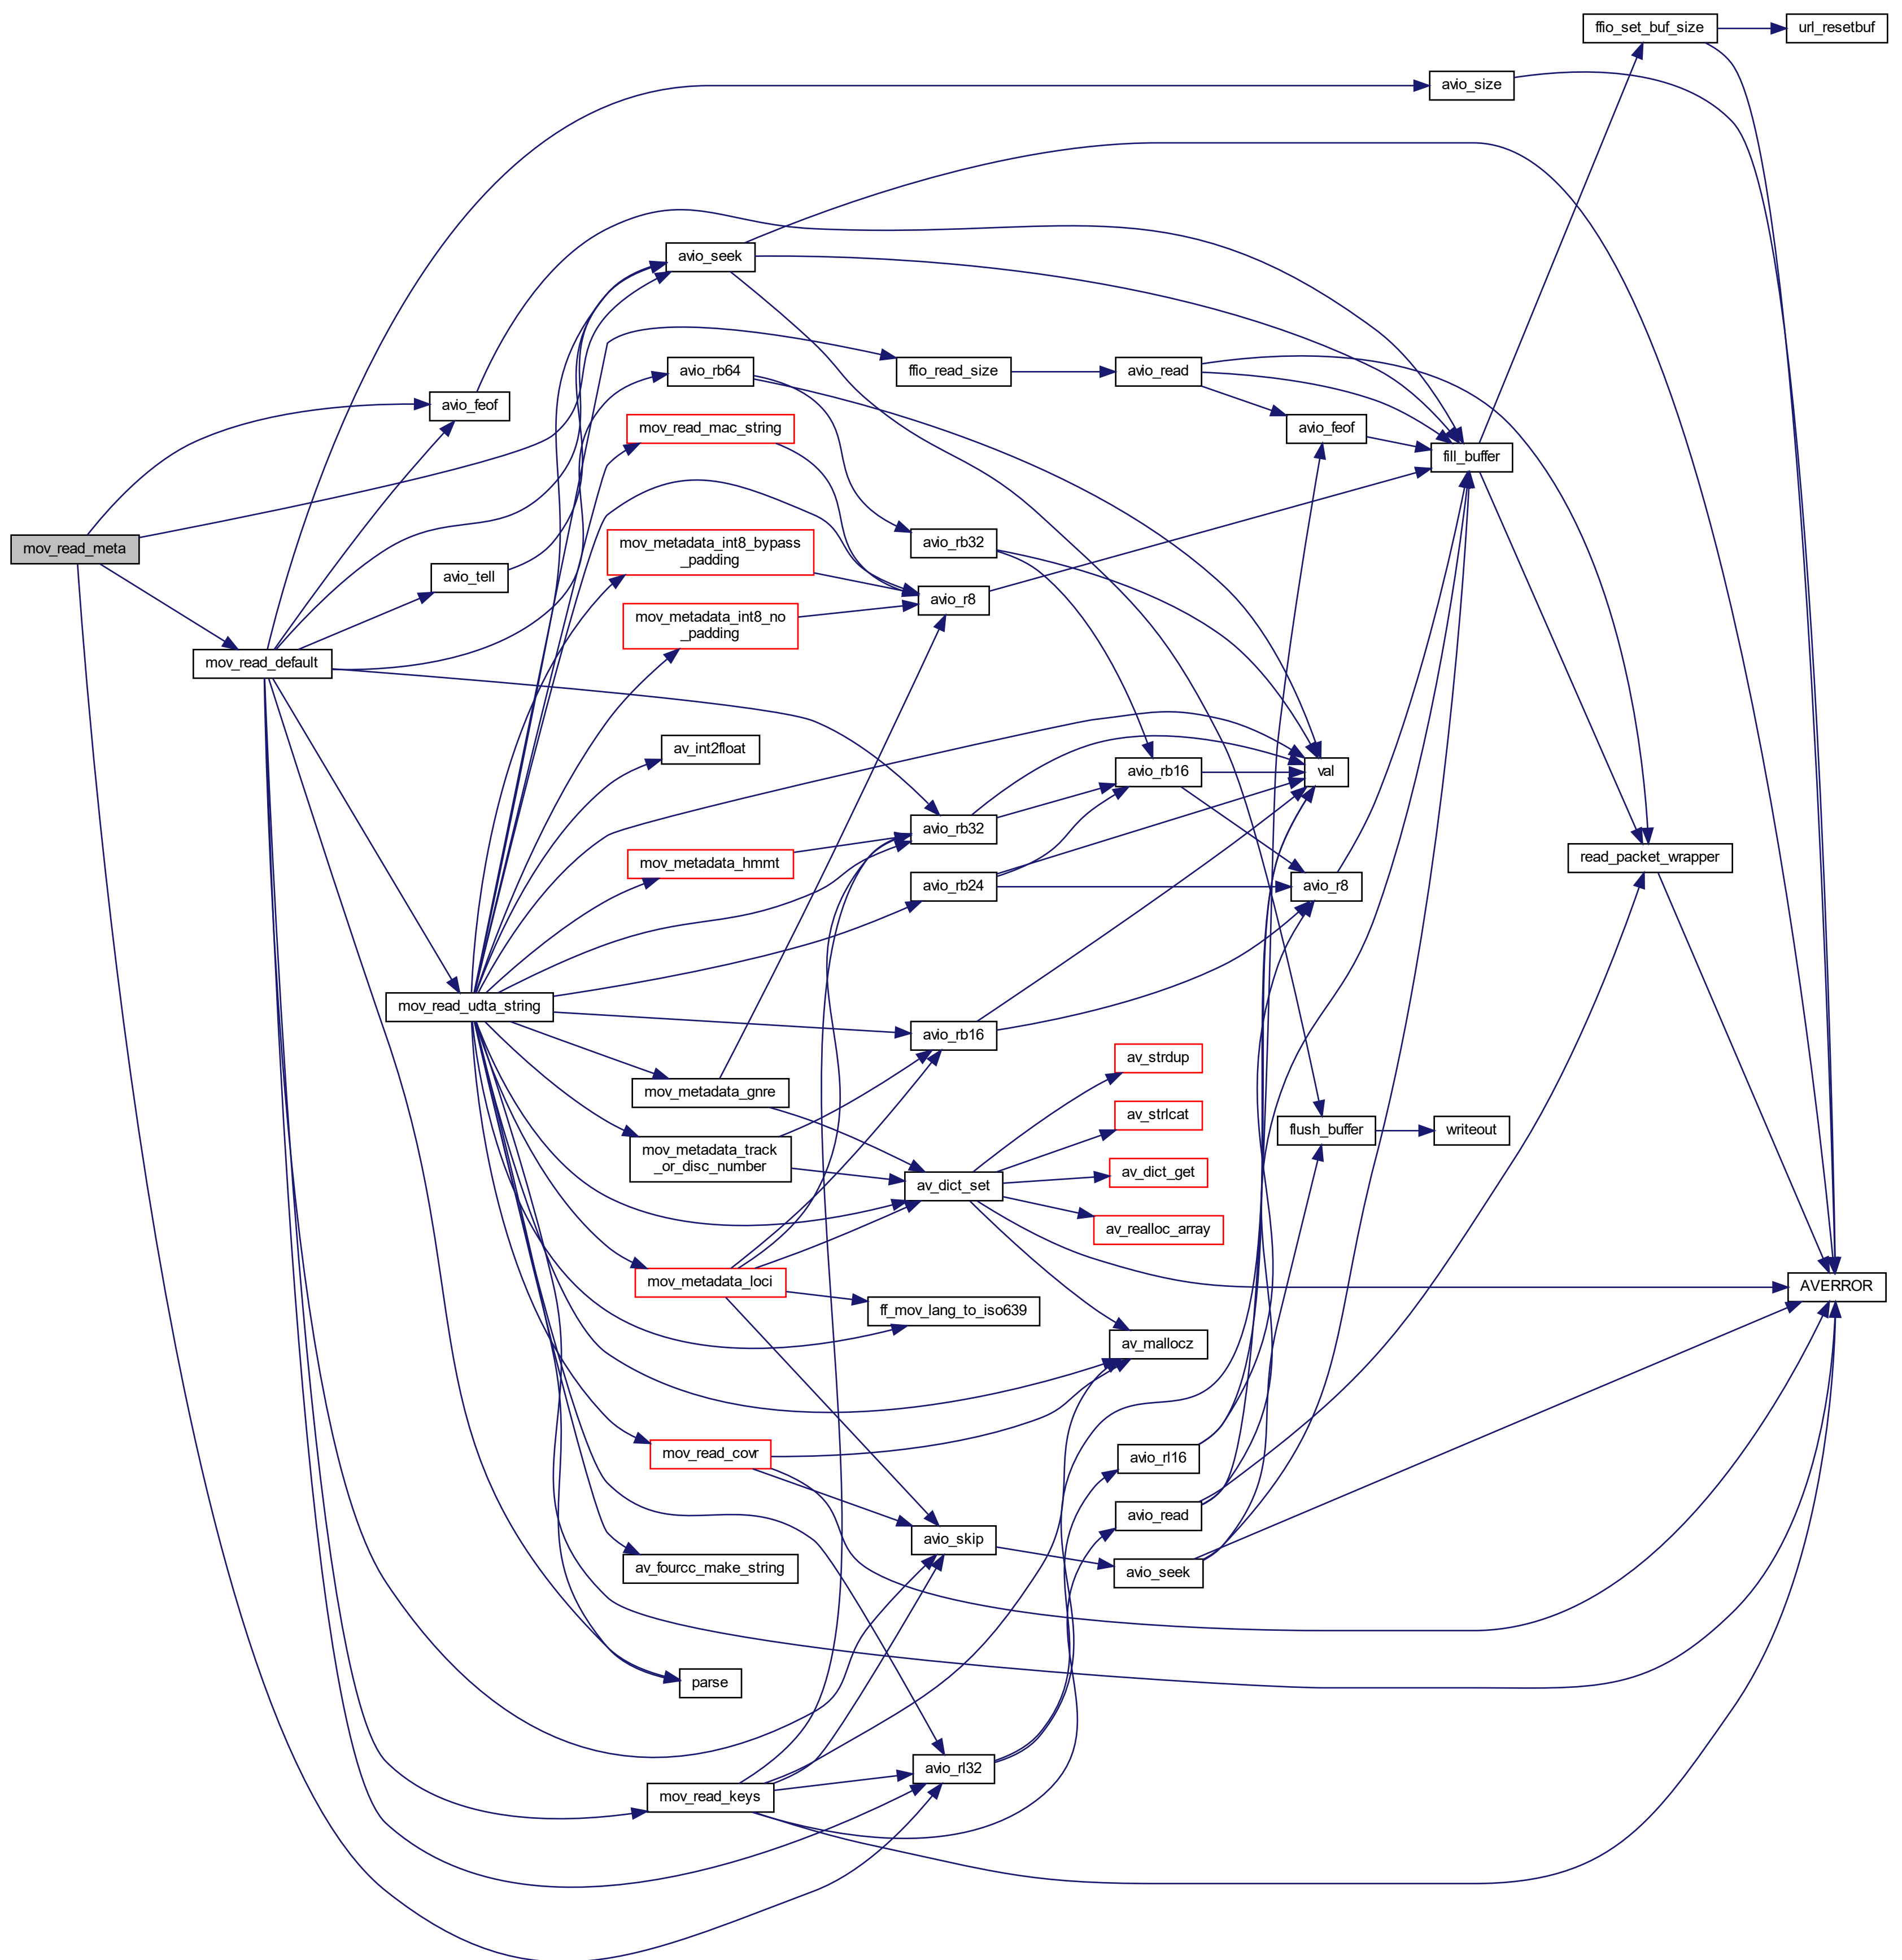 ffio_set_buf_size
url_resetbuf
avio_size
avio_seek
ffio_read_size
avio_read
avio_rb64
avio_feof
mov_read_mac_string
avio_feof
fill_buffer
mov_read_meta
mov_metadata_int8_bypass
_padding
avio_rb32
avio_tell
avio_r8
mov_metadata_int8_no
_padding
mov_read_default
av_int2float
avio_rb16
val
avio_rb32
mov_metadata_hmmt
read_packet_wrapper
avio_rb24
avio_r8
mov_read_udta_string
avio_rb16
av_strdup
mov_metadata_gnre
av_strlcat
flush_buffer
writeout
mov_metadata_track
_or_disc_number
av_dict_get
av_dict_set
av_realloc_array
mov_metadata_loci
AVERROR
ff_mov_lang_to_iso639
av_mallocz
mov_read_covr
avio_rl16
avio_read
avio_skip
av_fourcc_make_string
avio_seek
parse
avio_rl32
mov_read_keys